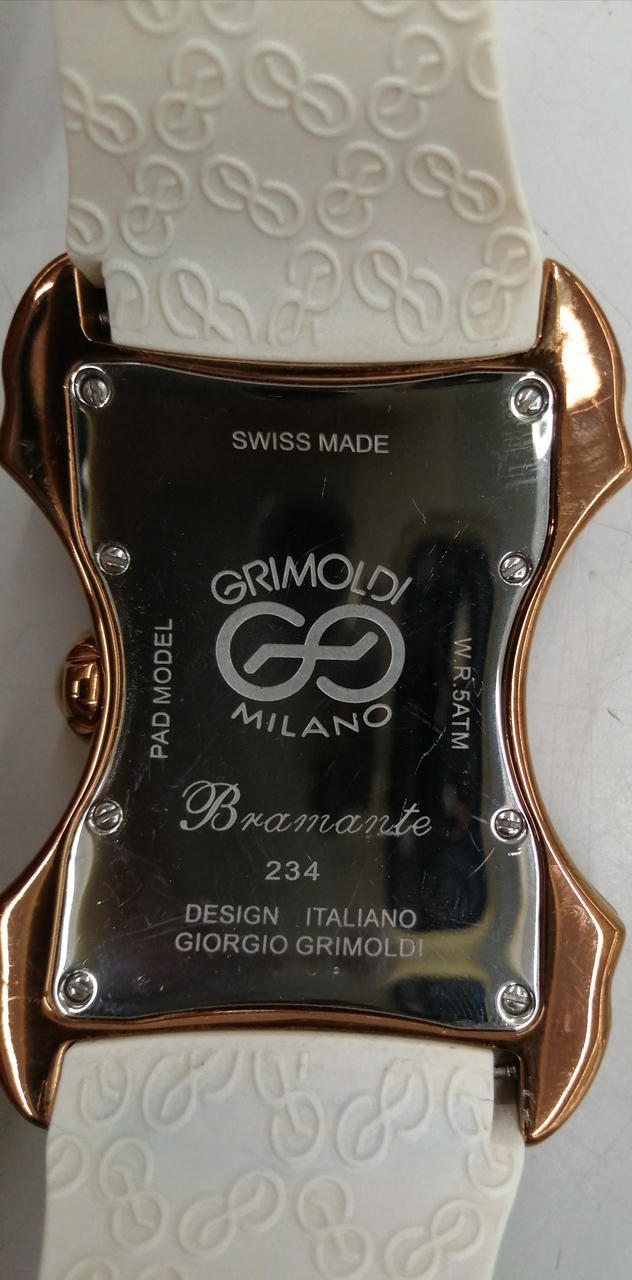 SWISS MADE
GRIMOLDI
MILANO
PAD MODEL
W.R.5ATM
Bramante
234
DESIGN ITALIANO
GIORGIO GRIMOLDI